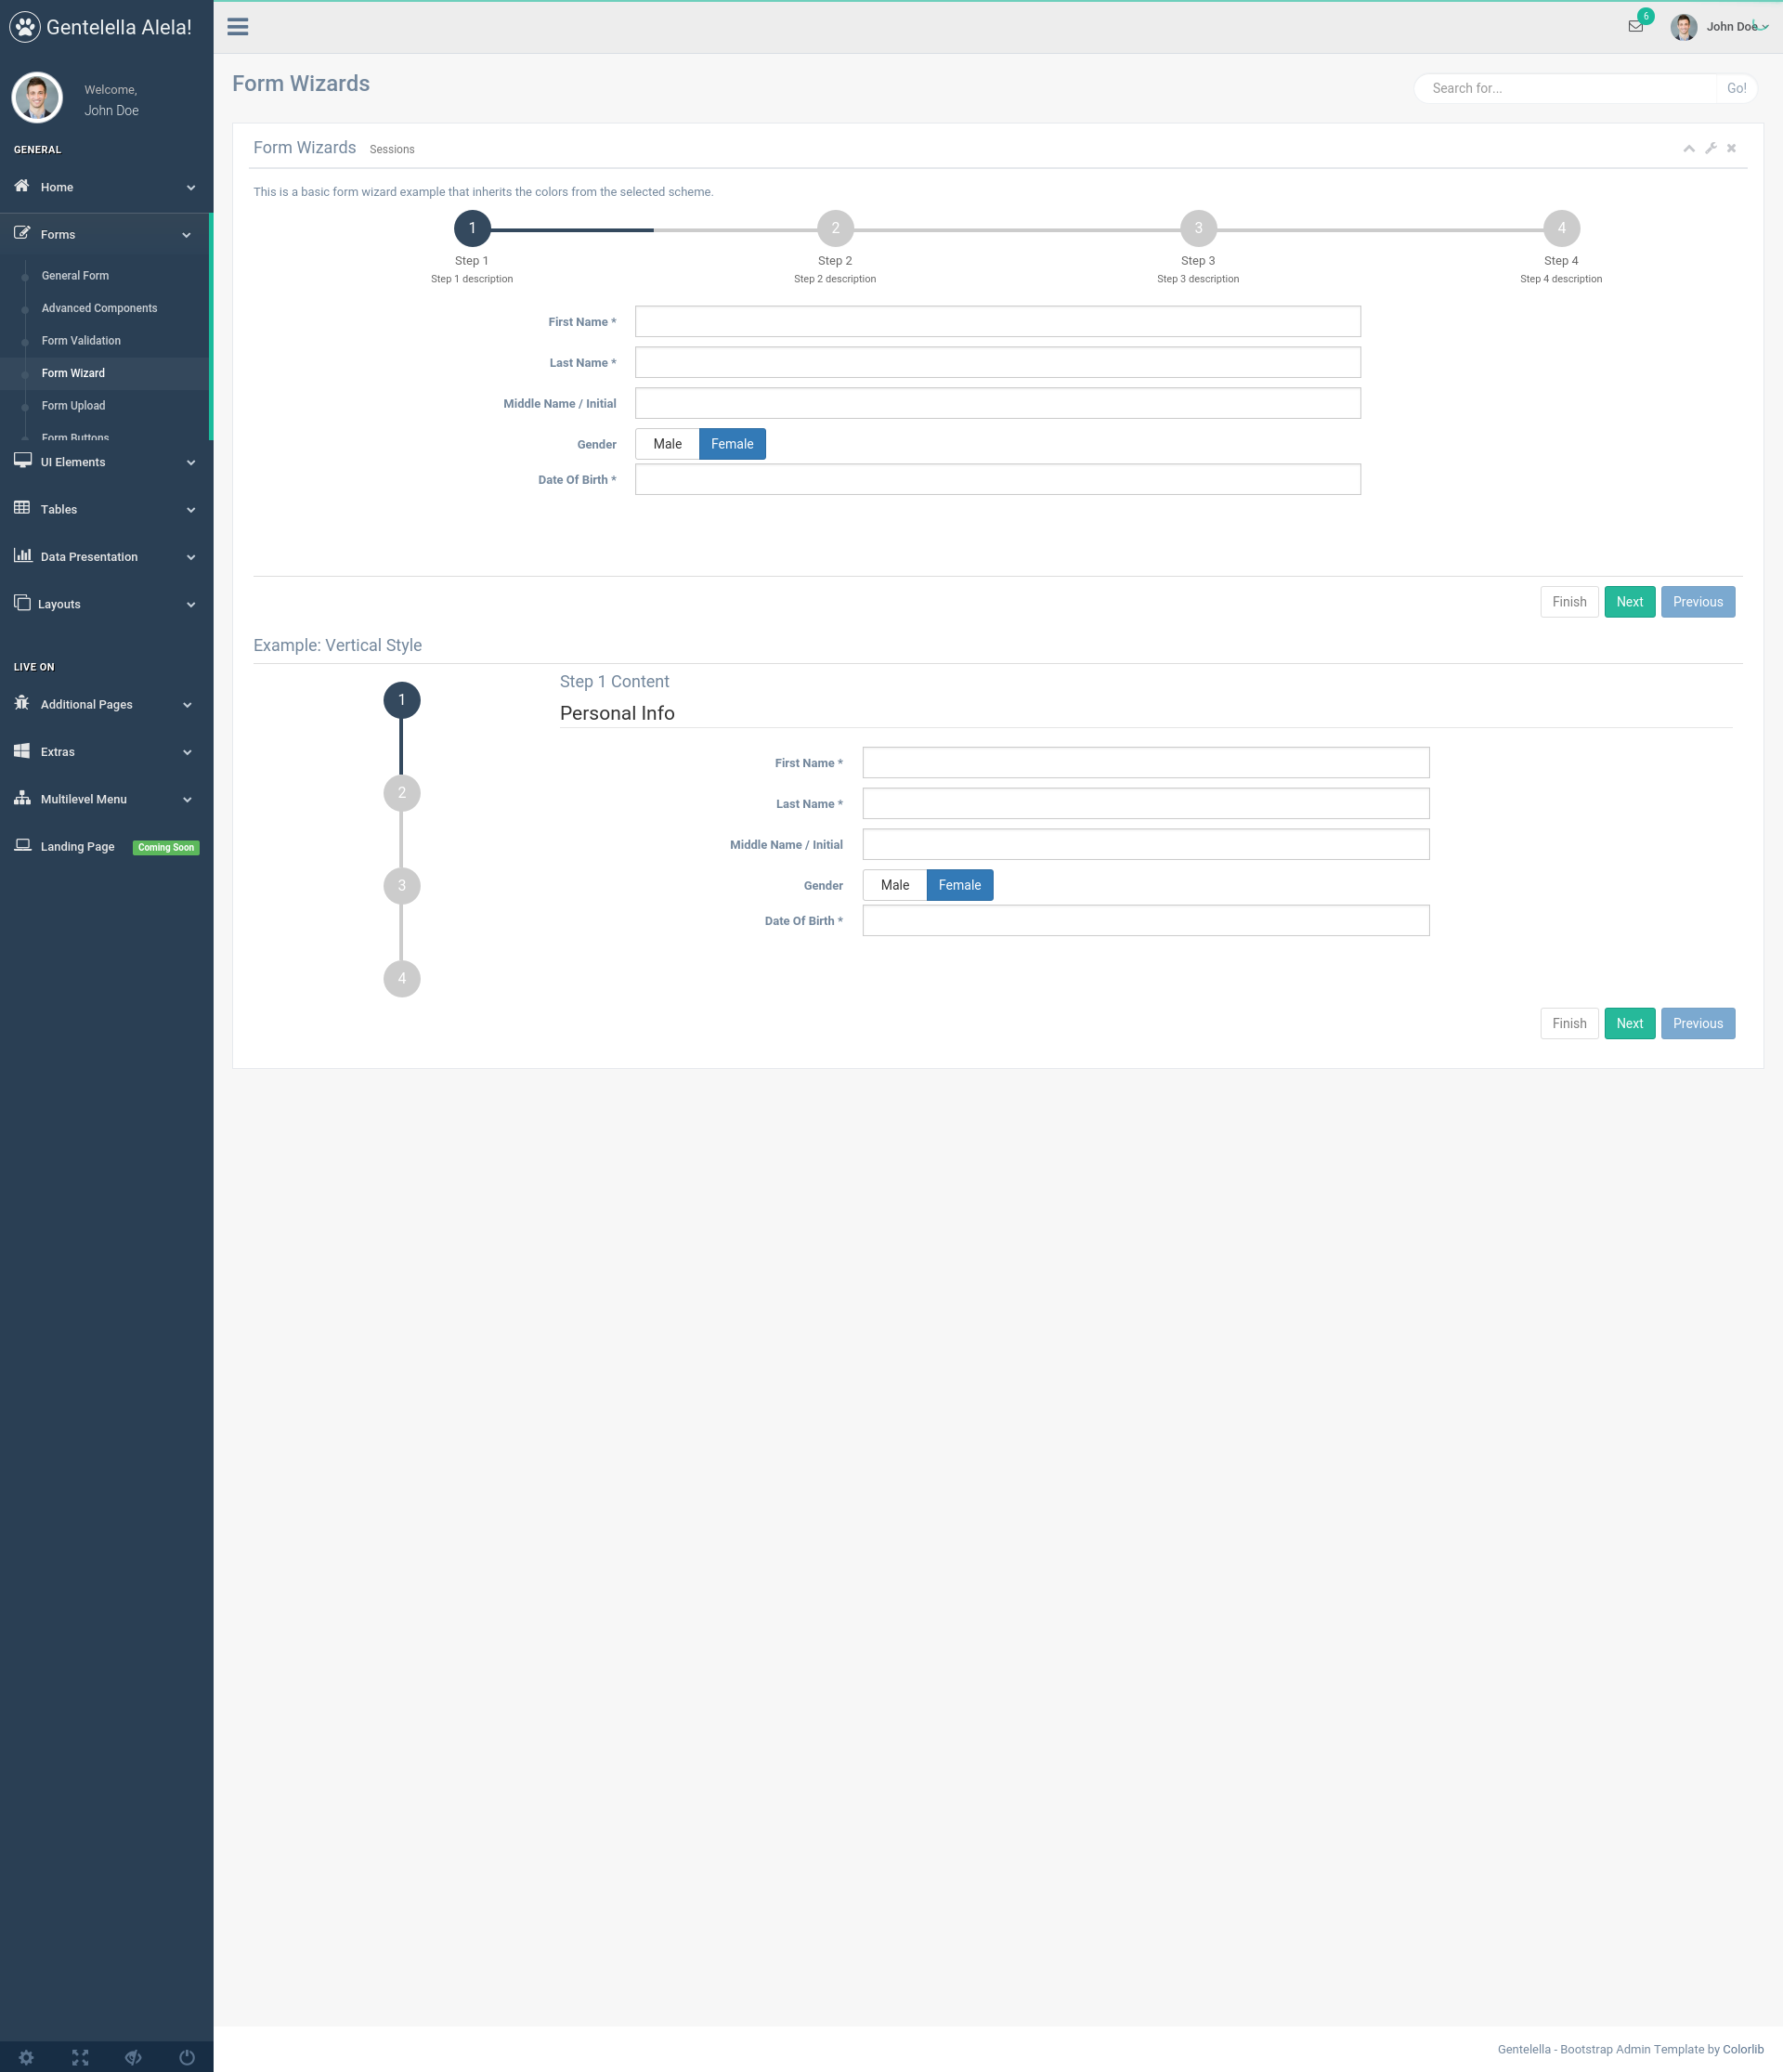 Gentelella Alela!
Welcome,
John Doe
GENERAL
Home
Forms
General Form
Advanced Components
Form Validation
Form Wizard
Form Upload
Form Buttons
UI Elements
Tables
Data Presentation
Layouts
LIVE ON
Additional Pages
Extras
Multilevel Menu
Landing Page Coming Soon
6
John Doe
Form Wizards
Search for... Go!
Form Wizards Sessions
This is a basic form wizard example that inherits the colors from the selected scheme.
1 2 3 4
Step 1 Step 2 Step 3 Step 4
Step 1 description Step 2 description Step 3 description Step 4 description
First Name *
Last Name *
Middle Name / Initial
Gender Male Female
Date Of Birth *
Finish Next Previous
Example: Vertical Style
1
2
3
4
Step 1 Content
Personal Info
First Name *
Last Name *
Middle Name / Initial
Gender Male Female
Date Of Birth *
Finish Next Previous
Gentelella - Bootstrap Admin Template by Colorlib